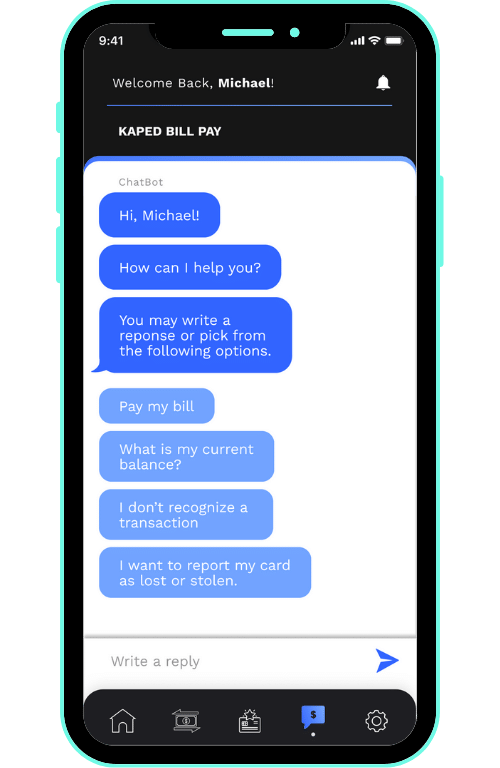 9:41
Welcome Back, Michael!
KAPED BILL PAY
ChatBot
Hi, Michael!
How can I help you?
You may write a
reponse or pick from
the following options.
Pay my bill
What is my current
balance?
I don't recognize a
transaction
I want to report my card
as lost or stolen.
Write a reply
$
$